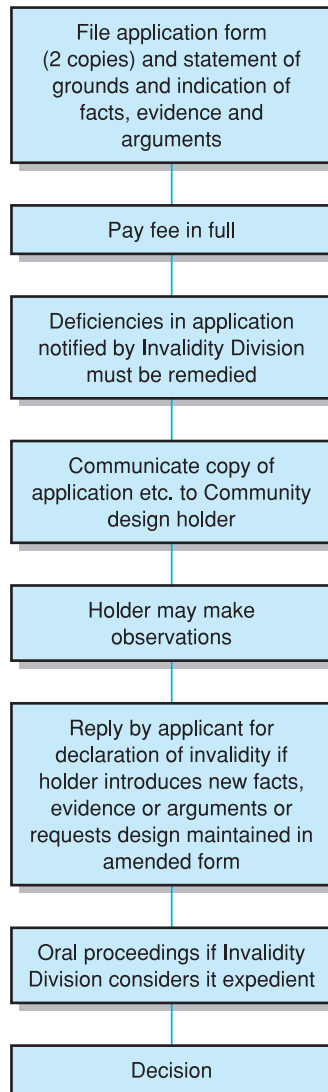 File application form
(2 copies) and statement of
grounds and indication of
facts, evidence and
arguments
Pay fee in full
Deficiencies in application
notified by Invalidity Division
must be remedied
Communicate copy of
application etc. to Community
design holder
Holder may make
observations
Reply by applicant for
declaration of invalidity if
holder introduces new facts,
evidence or arguments or
requests design maintained in
amended form
Oral proceedings if Invalidity
Division considers it expedient
Decision